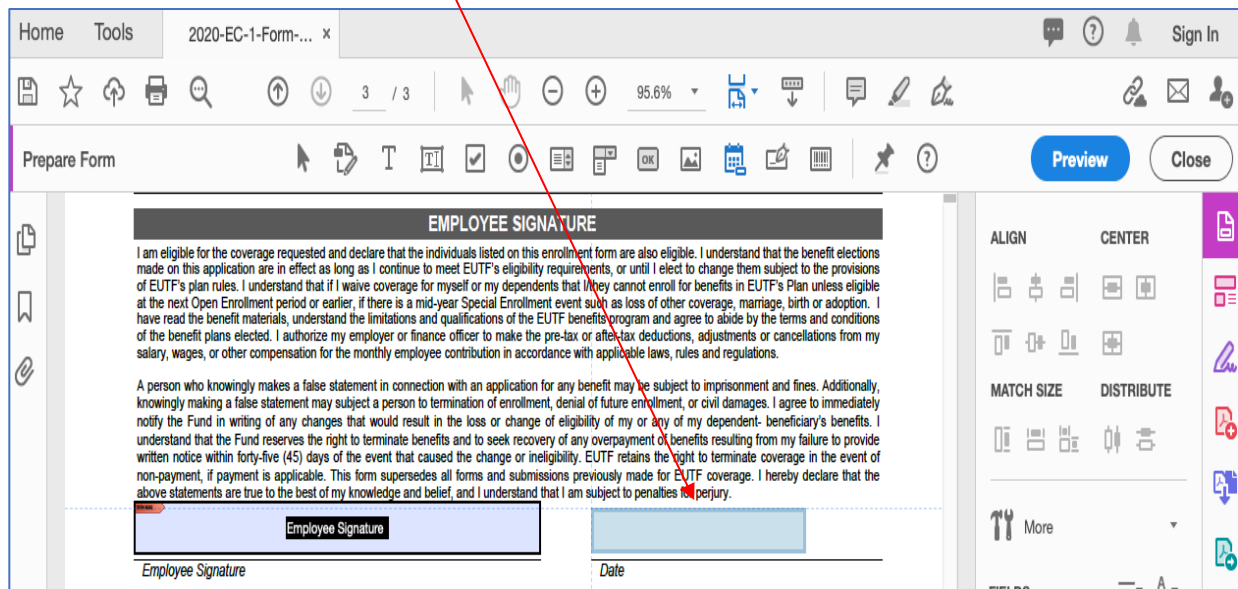 Home Tools 2020-EC-1-Form-... × Sign In
3 / 3 95.6%
Prepare Form T TI OK Preview Close
EMPLOYEE SIGNATURE
I am eligible for the coverage requested and declare that the individuals listed on this enrollment form are also eligible. I understand that the benefit elections
made on this application are in effect as long as I continue to meet EUTF's eligibility requirements, or until I elect to change them subject to the provisions
of EUTF's plan rules. I understand that if I waive coverage for myself or my dependents that I/they cannot enroll for benefits in EUTF's Plan unless eligible
at the next Open Enrollment period or earlier, if there is a mid-year Special Enrollment event such as loss of other coverage, marriage, birth or adoption. I
have read the benefit materials, understand the limitations and qualifications of the EUTF benefits program and agree to abide by the terms and conditions
of the benefit plans elected. I authorize my employer or finance officer to make the pre-tax or after-tax deductions, adjustments or cancellations from my
salary, wages, or other compensation for the monthly employee contribution in accordance with applicable laws, rules and regulations.
A person who knowingly makes a false statement in connection with an application for any benefit may be subject to imprisonment and fines. Additionally,
knowingly making a false statement may subject a person to termination of enrollment, denial of future enrollment, or civil damages. I agree to immediately
notify the Fund in writing of any changes that would result in the loss or change of eligibility of my or any of my dependent- beneficiary's benefits. I
understand that the Fund reserves the right to terminate benefits and to seek recovery of any overpayment of benefits resulting from my failure to provide
written notice within forty-five (45) days of the event that caused the change or ineligibility. EUTF retains the right to terminate coverage in the event of
non-payment, if payment is applicable. This form supersedes all forms and submissions previously made for EUTF coverage. I hereby declare that the
above statements are true to the best of my knowledge and belief, and I understand that I am subject to penalties for perjury.
Employee Signature
Employee Signature Date
ALIGN CENTER
MATCH SIZE DISTRIBUTE
More
FIELDS